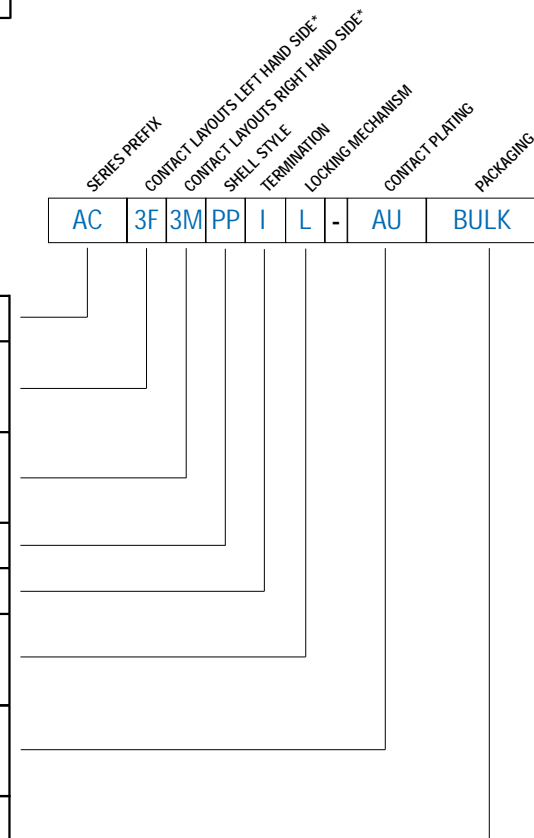 SERIES PREFIX
CONTACT LAYOUTS LEFT HAND SIDE*
CONTACT LAYOUTS RIGHT HAND SIDE*
SHELL STYLE
TERMINATION
LOCKING MECHANISM
CONTACT PLATING
PACKAGING
AC 3F 3M PP I L - AU BULK